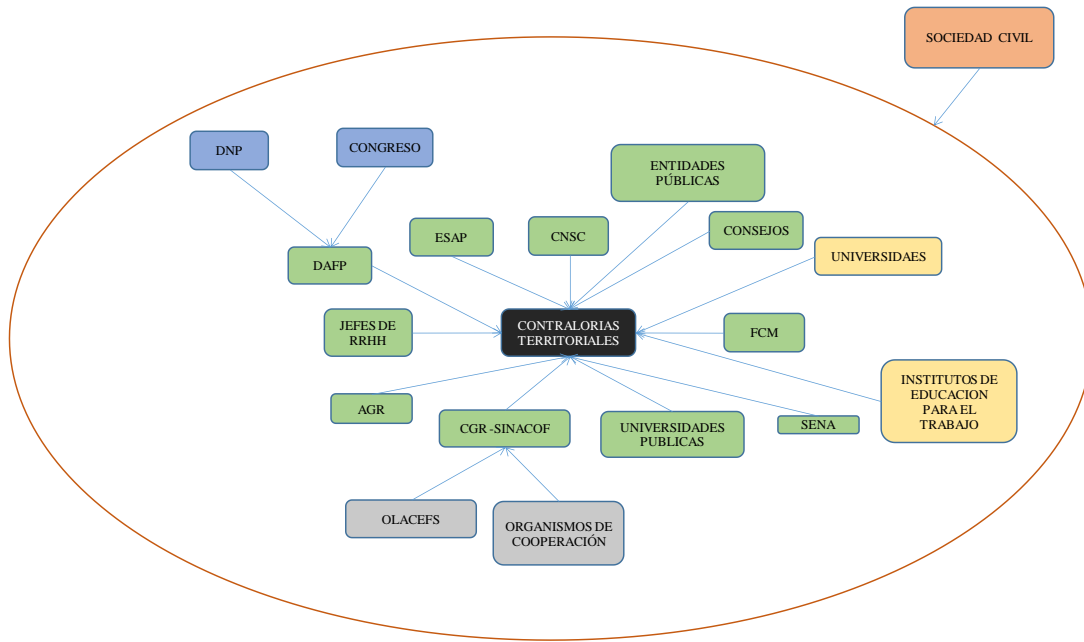 SOCIEDAD CIVIL
DNP
CONGRESO
ENTIDADES
PÚBLICAS
ESAP
CNSC
CONSEJOS
UNIVERSIDAES
DAFP
JEFES DE
RRHH
CONTRALORIAS
TERRITORIALES
FCM
INSTITUTOS DE
EDUCACION
PARA EL
TRABAJO
AGR
CGR -SINACOF
UNIVERSIDADES
PUBLICAS
SENA
OLACEFS
ORGANISMOS DE
COOPERACIÓN